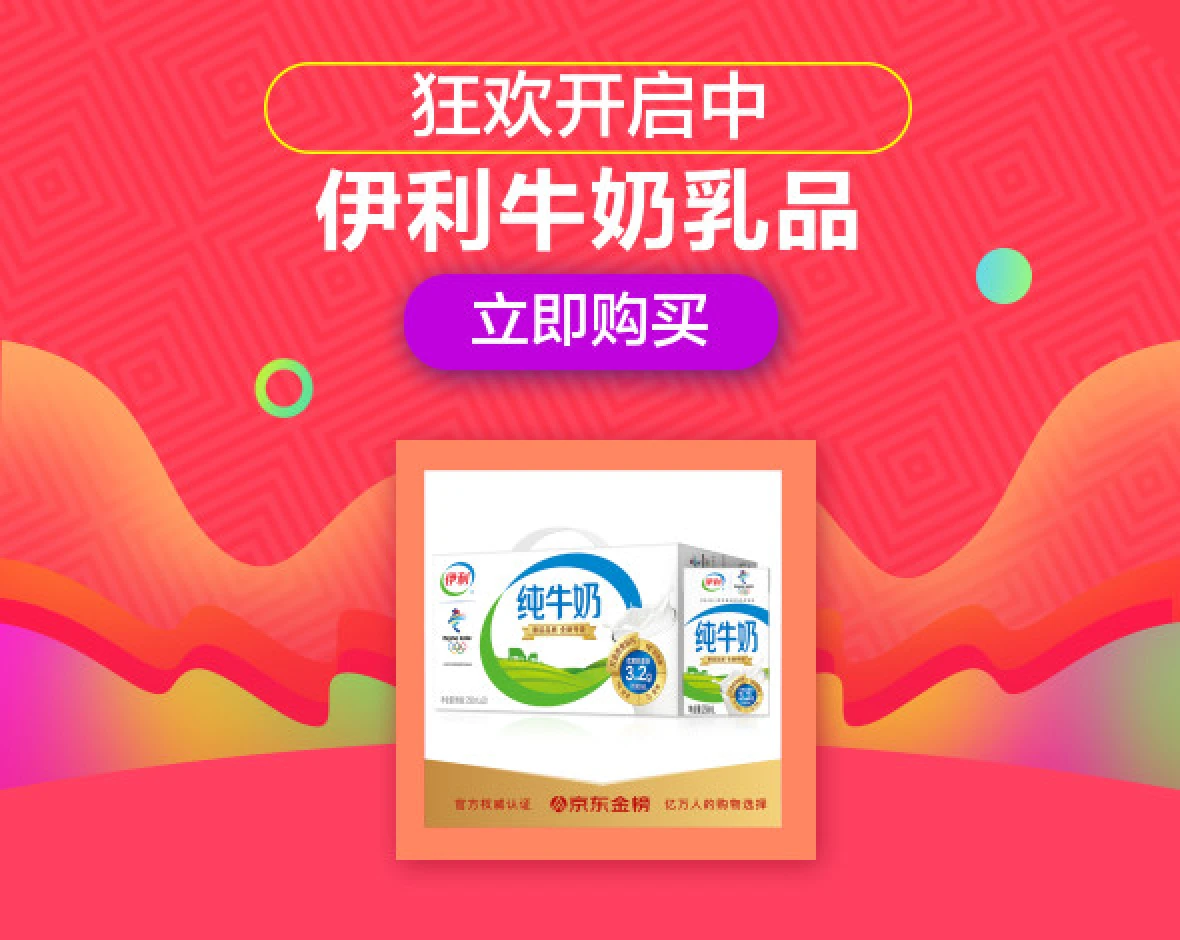 狂欢开启中
伊利牛奶乳品
立即购买
伊利
纯牛奶
3.2g
伊利
纯牛奶
官方权威认证 京东金榜 亿万人的购物选择